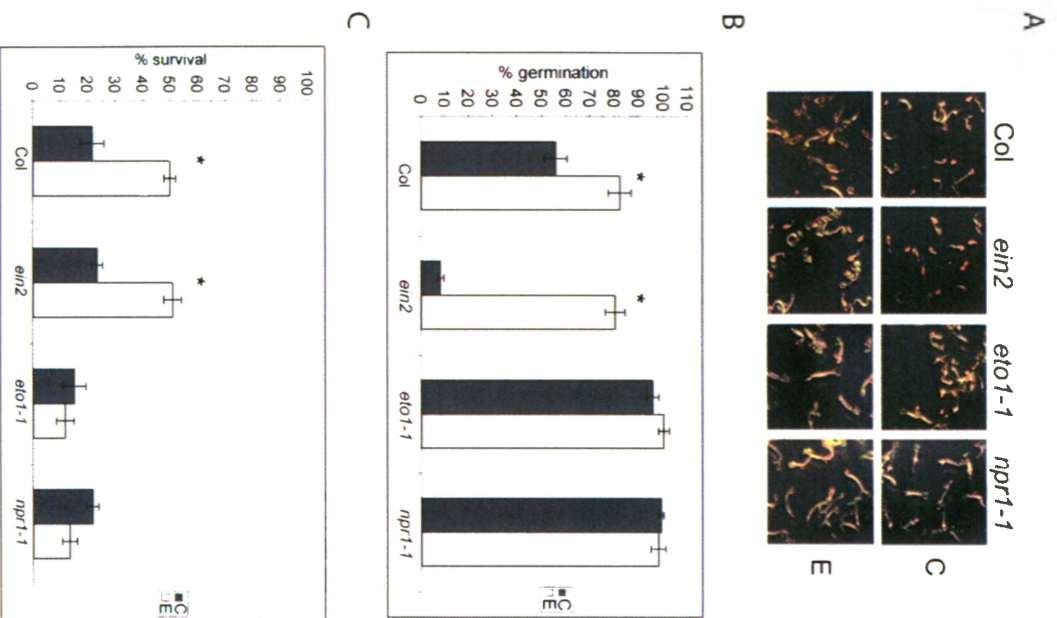 A
Col
ein2
eto1-1
npr1-1
C
E
B
% germination
110
100
90
80
70
60
50
40
30
20
10
0
*
*
Col
ein2
eto1-1
npr1-1
C
E
C
% survival
100
90
80
70
60
50
40
30
20
10
0
*
*
Col
ein2
eto1-1
npr1-1
C
E